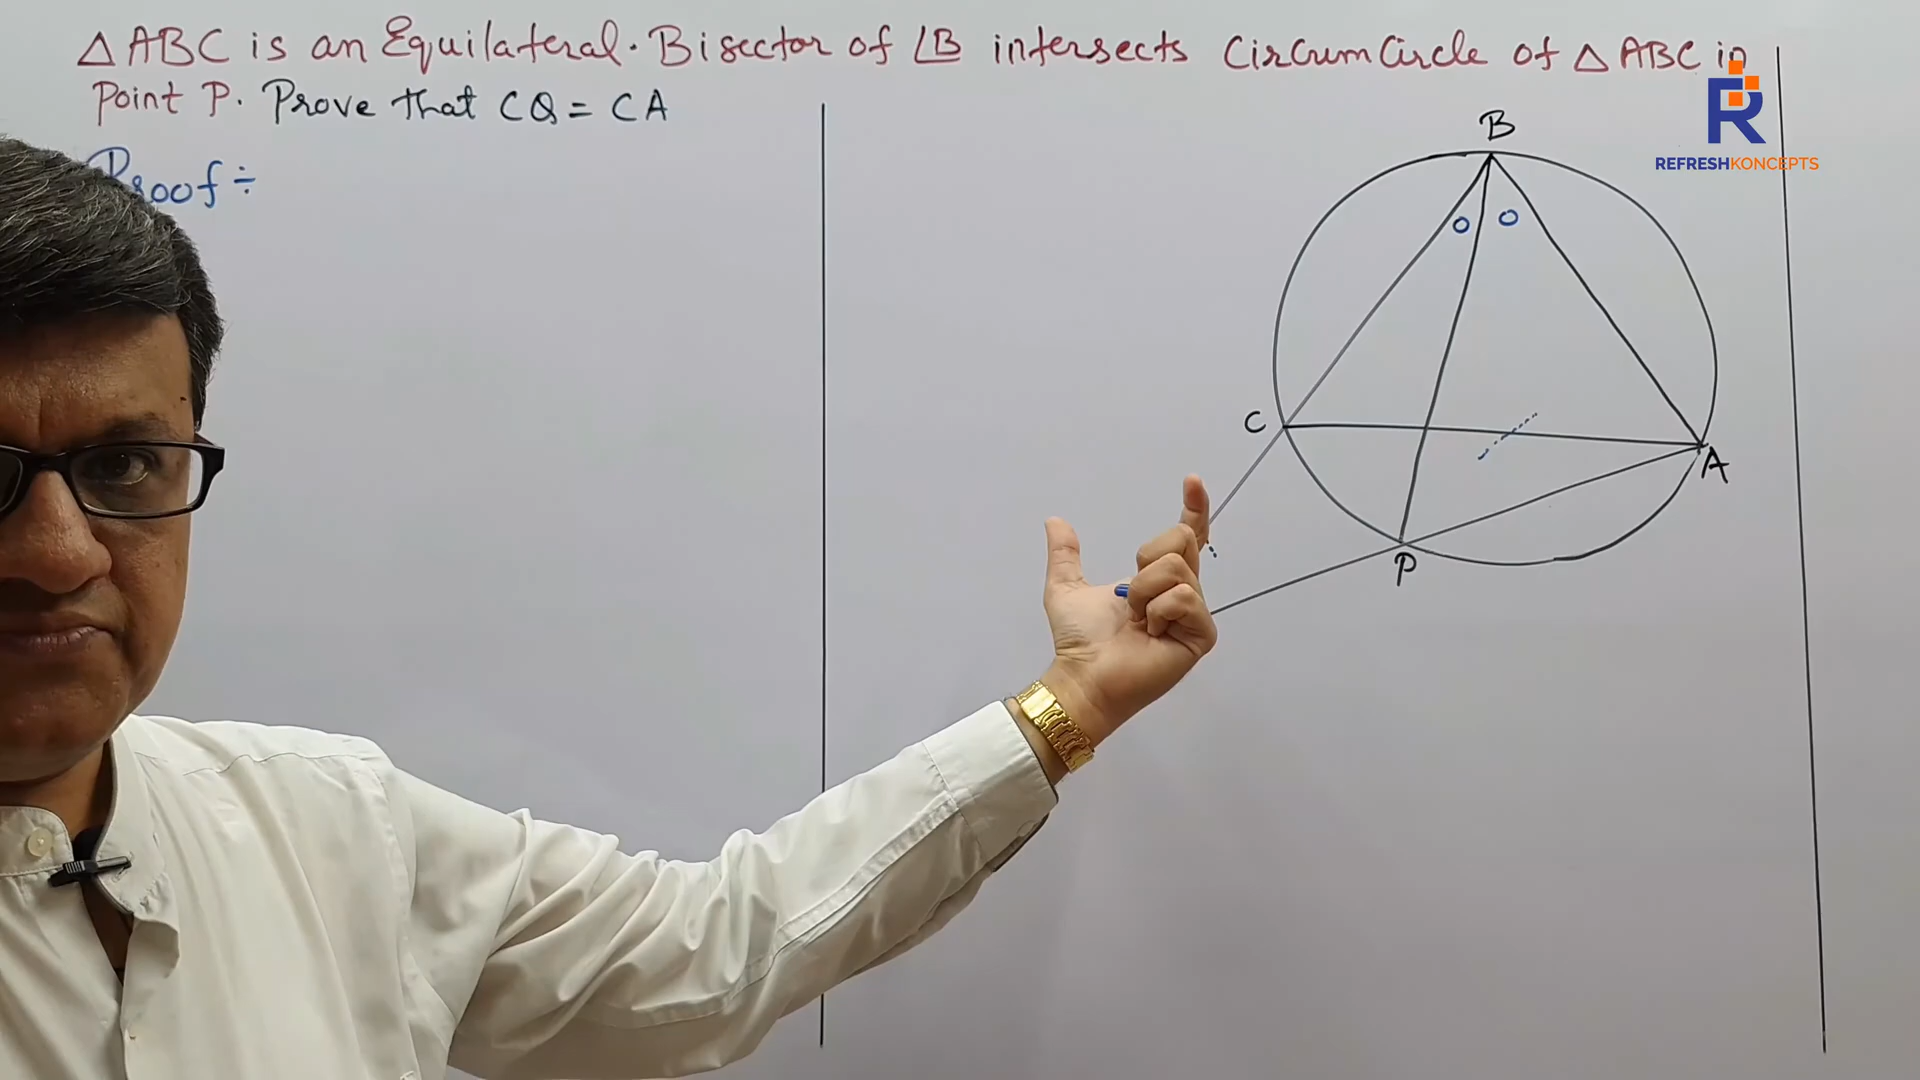 △ABC is an Equilateral. Bisector of ∠B intersects CircumCircle of △ABC in
Point P. Prove that CQ = CA
Proof ÷
REFRESHKONCEPTS
B
C
A
P